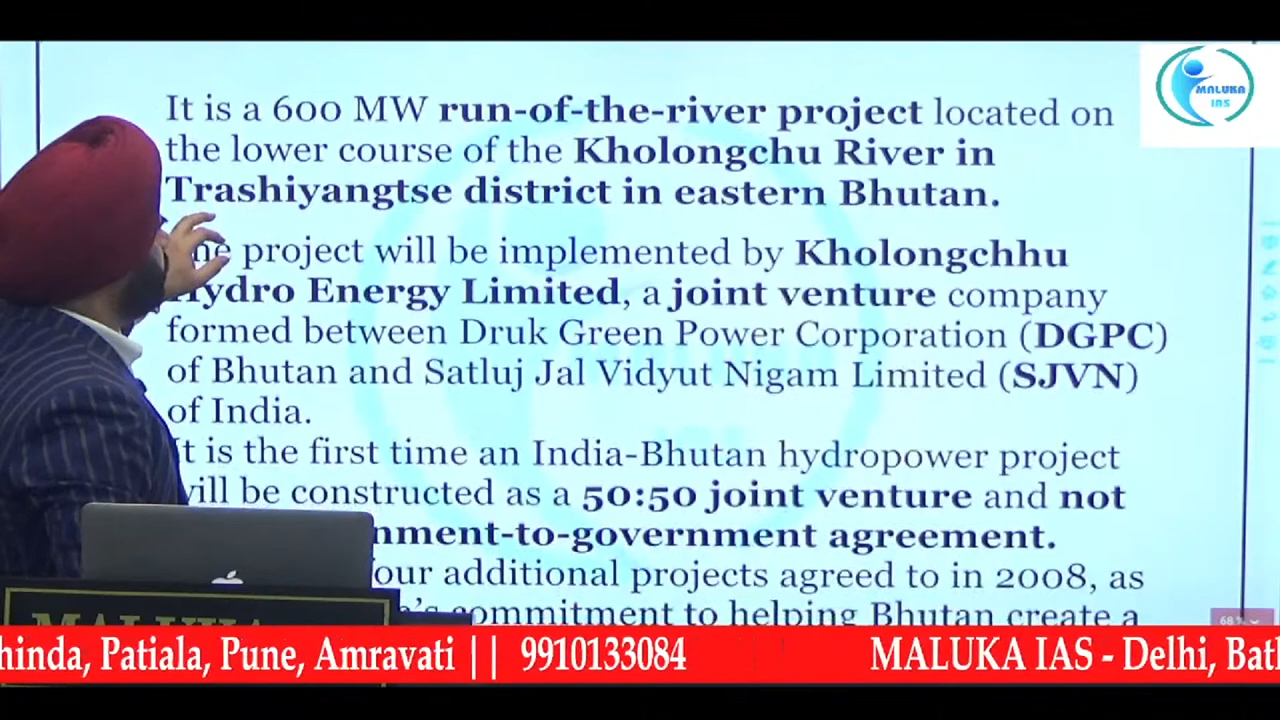 It is a 600 MW run-of-the-river project located on
the lower course of the Kholongchu River in
Trashiyangtse district in eastern Bhutan.
project will be implemented by Kholongchhu
Hydro Energy Limited, a joint venture company
formed between Druk Green Power Corporation (DGPC)
of Bhutan and Satluj Jal Vidyut Nigam Limited (SJVN)
of India.
It is the first time an India-Bhutan hydropower project
will be constructed as a 50:50 joint venture and not
nment-to-government agreement.
four additional projects agreed to in 2008, as
commitment to helping Bhutan create a
MALUKA
IAS
MALUKA
hinda, Patiala, Pune, Amravati || 9910133084 MALUKA IAS - Delhi, Bath